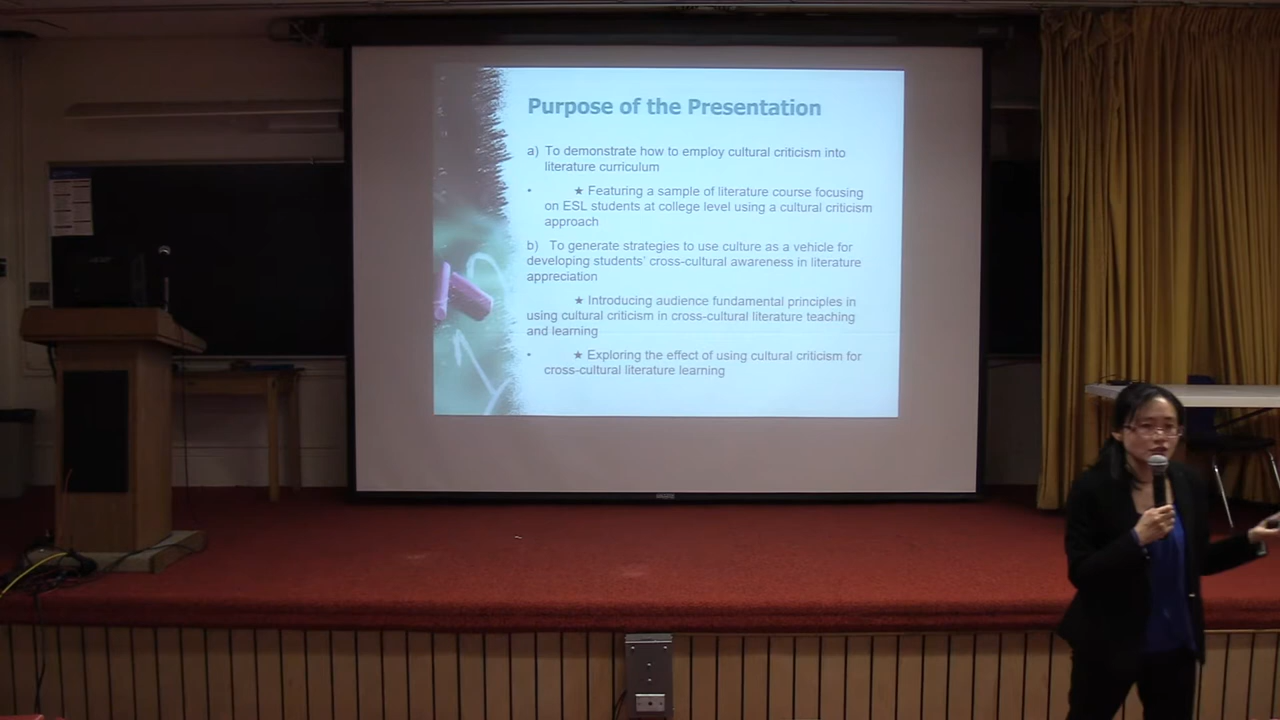 Purpose of the Presentation
a) To demonstrate how to employ cultural criticism into
literature curriculum
• ★ Featuring a sample of literature course focusing
on ESL students at college level using a cultural criticism
approach
b) To generate strategies to use culture as a vehicle for
developing students' cross-cultural awareness in literature
appreciation
★ Introducing audience fundamental principles in
using cultural criticism in cross-cultural literature teaching
and learning
• ★ Exploring the effect of using cultural criticism for
cross-cultural literature learning